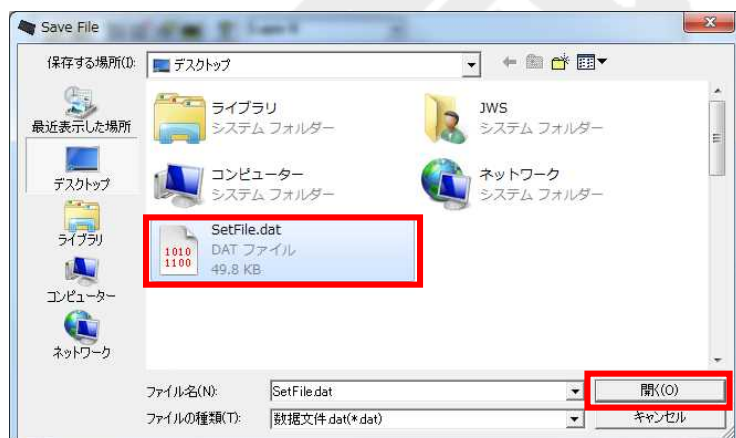 Save File
保存する場所(I):
デスクトップ
最近表示した場所
デスクトップ
ライブラリ
コンピューター
ネットワーク
ライブラリ
システム フォルダー
JWS
システム フォルダー
コンピューター
システム フォルダー
ネットワーク
システム フォルダー
SetFile.dat
DAT ファイル
49.8 KB
1010
1100
ファイル名(N):
SetFile.dat
開く(O)
ファイルの種類(T):
数据文件.dat(*.dat)
キャンセル